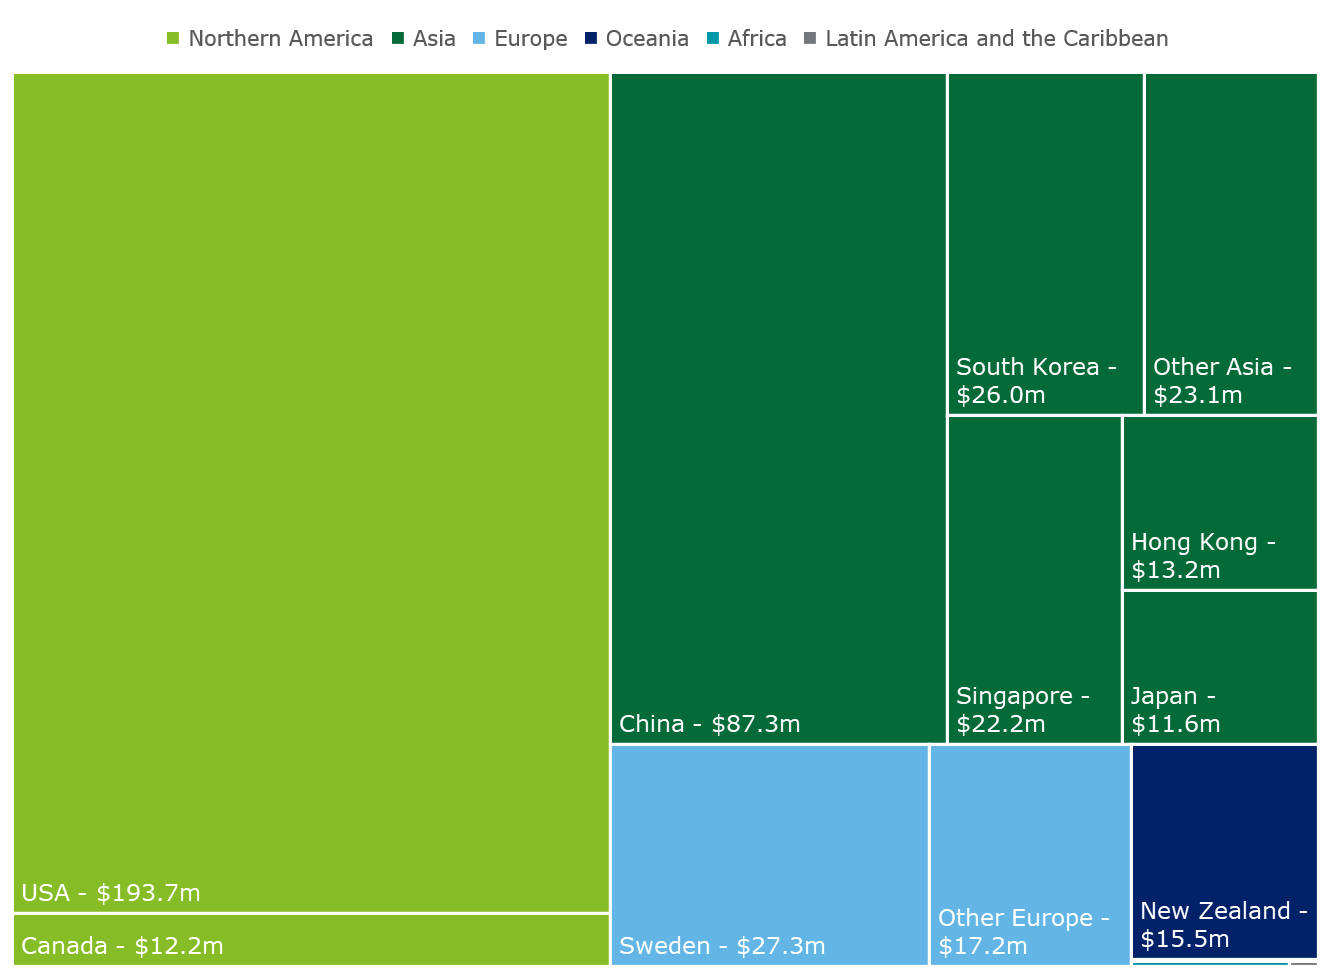 Northern America Asia Europe Oceania Africa Latin America and the Caribbean
South Korea -
$26.0m
Other Asia -
$23.1m
Hong Kong -
$13.2m
Singapore -
$22.2m
Japan -
$11.6m
China - $87.3m
USA - $193.7m
Canada - $12.2m
Sweden - $27.3m
Other Europe -
$17.2m
New Zealand -
$15.5m